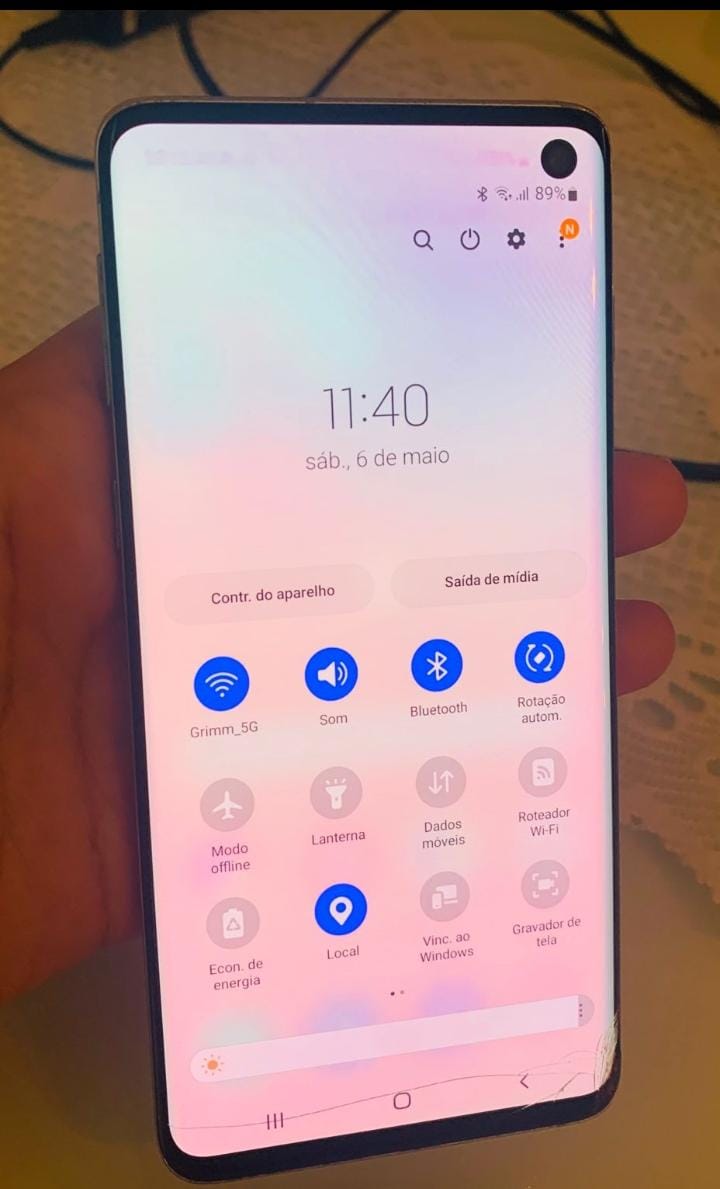 89%
N
11:40
sáb., 6 de maio
Contr. do aparelho
Saída de mídia
Grimm_5G
Som
Bluetooth
Rotação
autom.
Modo
offline
Lanterna
Dados
móveis
Roteador
Wi-Fi
Econ. de
energia
Local
Vinc. ao
Windows
Gravador de
tela